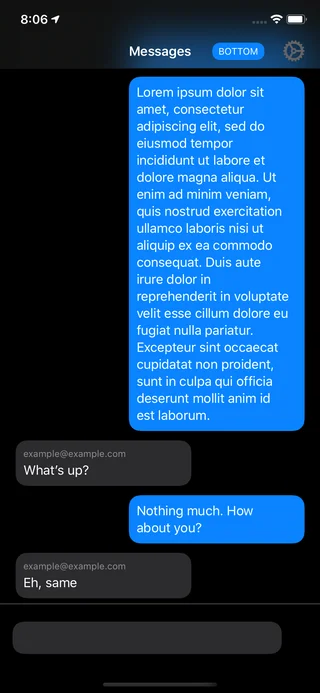 8:06
Messages
BOTTOM
Lorem ipsum dolor sit
amet, consectetur
adipiscing elit, sed do
eiusmod tempor
incididunt ut labore et
dolore magna aliqua. Ut
enim ad minim veniam,
quis nostrud exercitation
ullamco laboris nisi ut
aliquip ex ea commodo
consequat. Duis aute
irure dolor in
reprehenderit in voluptate
velit esse cillum dolore eu
fugiat nulla pariatur.
Excepteur sint occaecat
cupidatat non proident,
sunt in culpa qui officia
deserunt mollit anim id
est laborum.
example@example.com
What’s up?
Nothing much. How
about you?
example@example.com
Eh, same